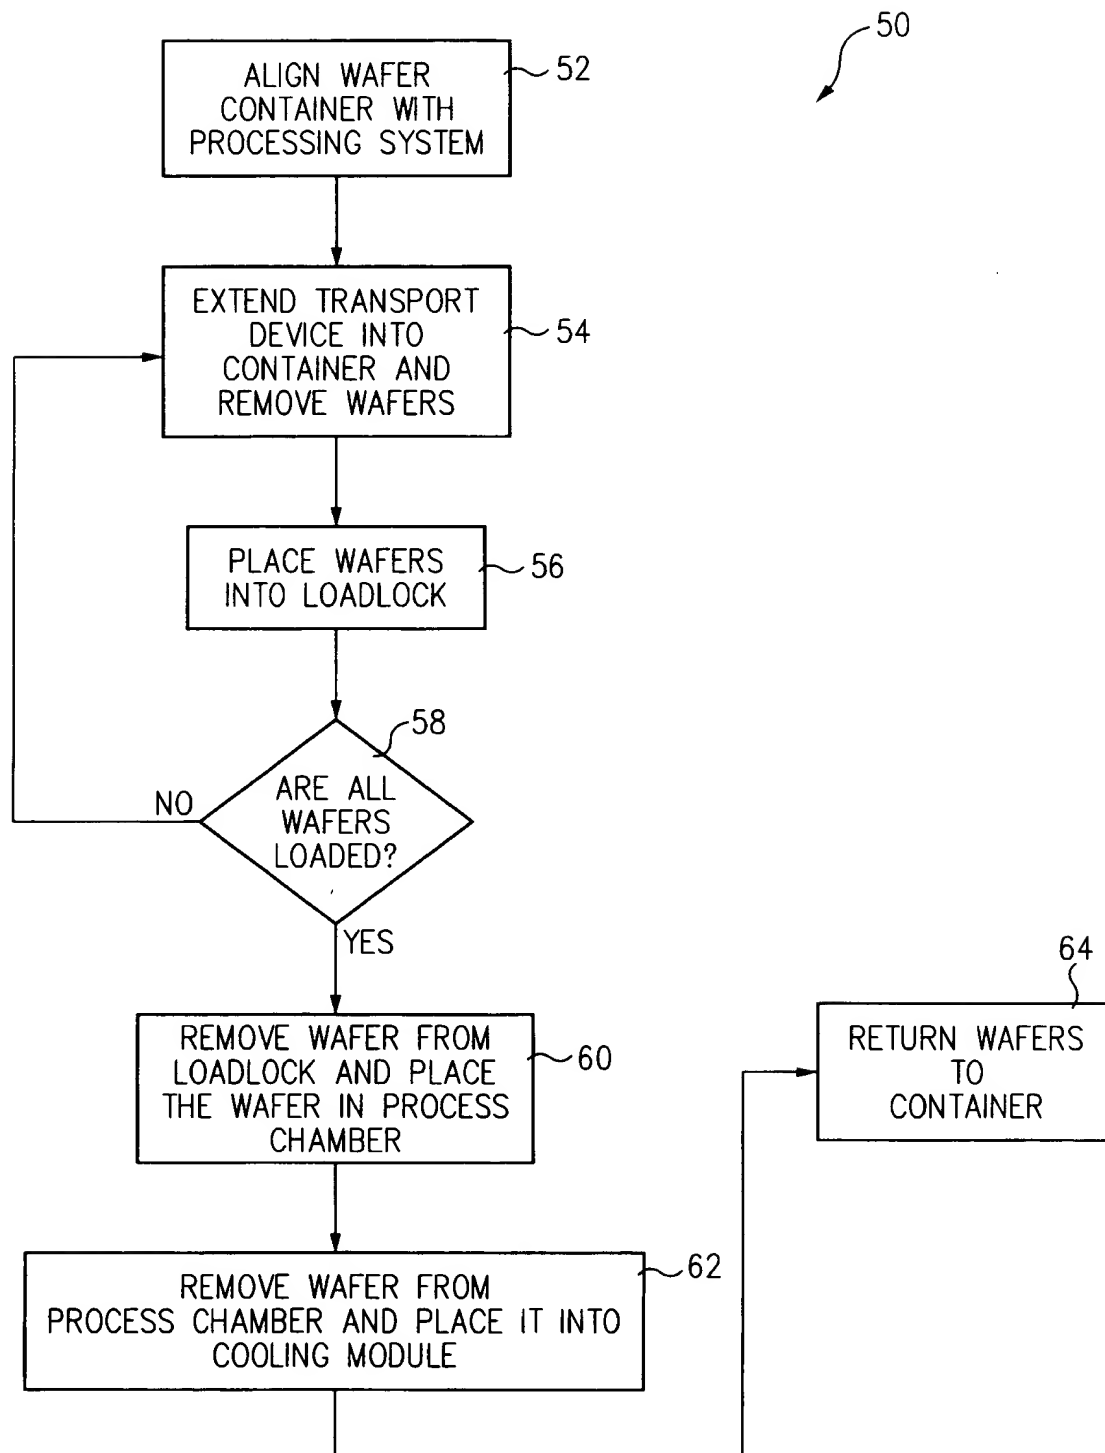 50
ALIGN WAFER
CONTAINER WITH
PROCESSING SYSTEM
52
EXTEND TRANSPORT
DEVICE INTO
CONTAINER AND
REMOVE WAFERS
54
PLACE WAFERS
INTO LOADLOCK
56
58
ARE ALL
WAFERS
LOADED?
NO
YES
REMOVE WAFER FROM
LOADLOCK AND PLACE
THE WAFER IN PROCESS
CHAMBER
60
REMOVE WAFER FROM
PROCESS CHAMBER AND PLACE IT INTO
COOLING MODULE
62
64
RETURN WAFERS
TO
CONTAINER